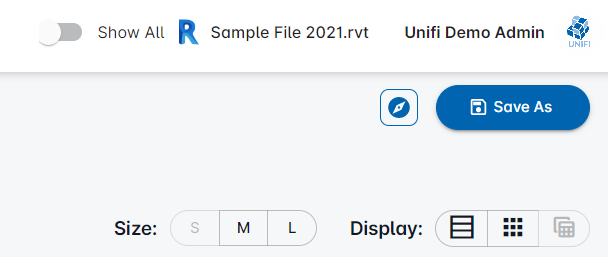 Show All R Sample File 2021.rvt Unifi Demo Admin UNIFI
Save As
Size: S M L Display: